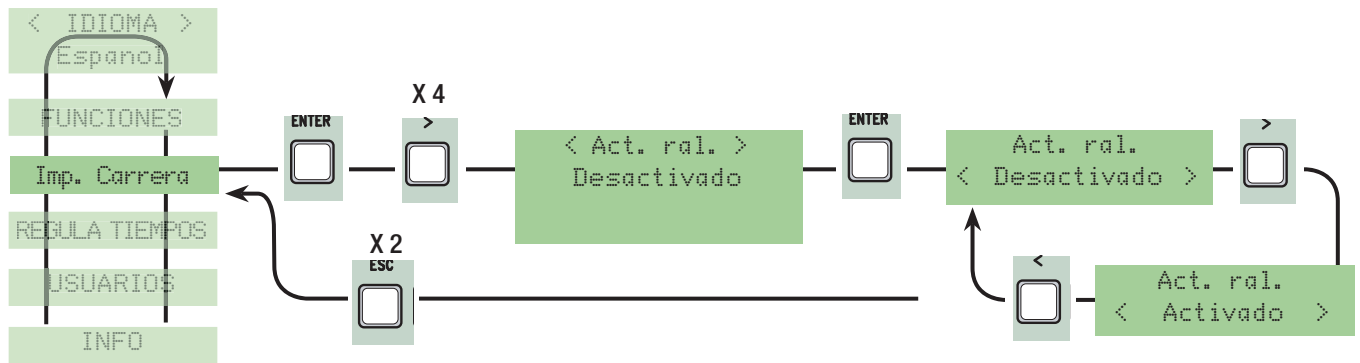 < IDIOMA >
Espanol
FUNCIONES
Imp. Carrera
REGULA TIEMPOS
USUARIOS
INFO
ENTER
X 4
>
< Act. ral. >
Desactivado
ENTER
Act. ral.
< Desactivado >
>
X 2
ESC
<
Act. ral.
< Activado >